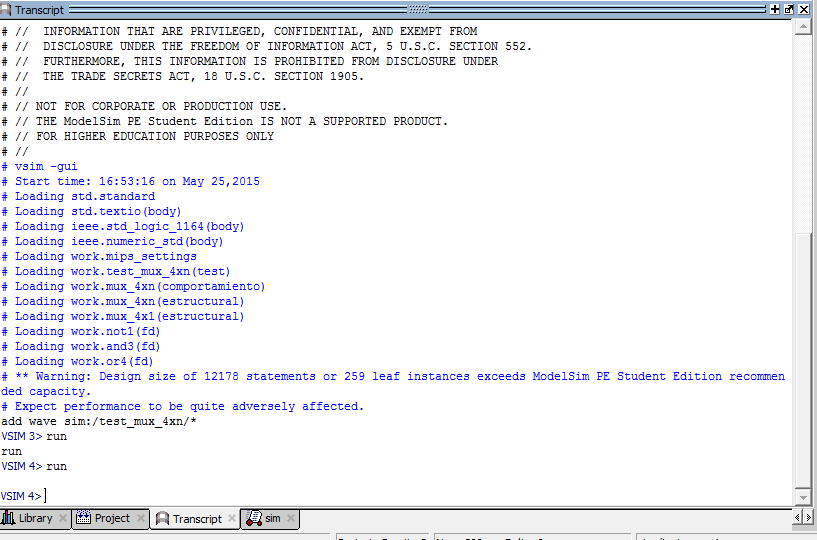 Transcript
# //  INFORMATION THAT ARE PRIVILEGED, CONFIDENTIAL, AND EXEMPT FROM
# //  DISCLOSURE UNDER THE FREEDOM OF INFORMATION ACT, 5 U.S.C. SECTION 552.
# //  FURTHERMORE, THIS INFORMATION IS PROHIBITED FROM DISCLOSURE UNDER
# //  THE TRADE SECRETS ACT, 18 U.S.C. SECTION 1905.
# //
# // NOT FOR CORPORATE OR PRODUCTION USE.
# // THE ModelSim PE Student Edition IS NOT A SUPPORTED PRODUCT.
# // FOR HIGHER EDUCATION PURPOSES ONLY
# //
# vsim -gui
# Start time: 16:53:16 on May 25,2015
# Loading std.standard
# Loading std.textio(body)
# Loading ieee.std_logic_1164(body)
# Loading ieee.numeric_std(body)
# Loading work.mips_settings
# Loading work.test_mux_4xn(test)
# Loading work.mux_4xn(comportamiento)
# Loading work.mux_4xn(estructural)
# Loading work.mux_4x1(estructural)
# Loading work.not1(fd)
# Loading work.and3(fd)
# Loading work.or4(fd)
# ** Warning: Design size of 12178 statements or 259 leaf instances exceeds ModelSim PE Student Edition recommen
ded capacity.
# Expect performance to be quite adversely affected.
add wave sim:/test_mux_4xn/*
VSIM 3> run
run
VSIM 4> run
VSIM 4>
Library Project Transcript sim